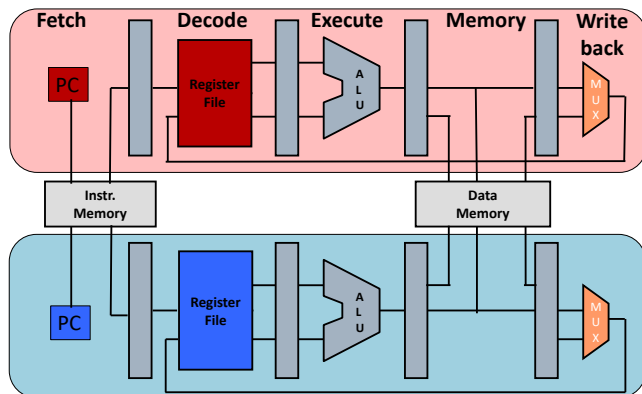 Fetch
Decode
Execute
Memory
Write
back
PC
Register
File
A
L
U
M
U
X
Instr.
Memory
Data
Memory
PC
Register
File
A
L
U
M
U
X